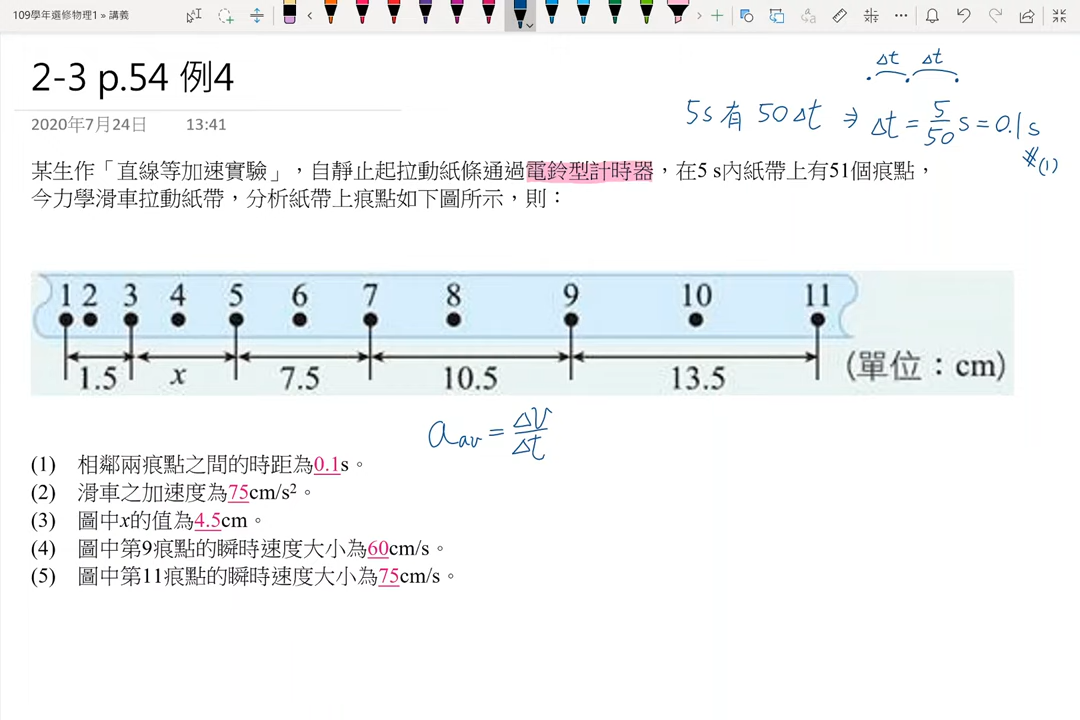 109學年選修物理1 » 講義
2-3 p.54 例4
2020年7月24日 13:41
Δt Δt
5s 有 50Δt ⇒ Δt = 5/50 s = 0.1s
※(1)
某生作「直線等加速實驗」，自靜止起拉動紙條通過電鈴型計時器，在5 s內紙帶上有51個痕點，
今力學滑車拉動紙帶，分析紙帶上痕點如下圖所示，則：
1 2 3 4 5 6 7 8 9 10 11
1.5 x 7.5 10.5 13.5 (單位：cm)
a_av = Δv/Δt
(1) 相鄰兩痕點之間的時距為0.1s。
(2) 滑車之加速度為75cm/s²。
(3) 圖中x的值為4.5cm。
(4) 圖中第9痕點的瞬時速度大小為60cm/s。
(5) 圖中第11痕點的瞬時速度大小為75cm/s。